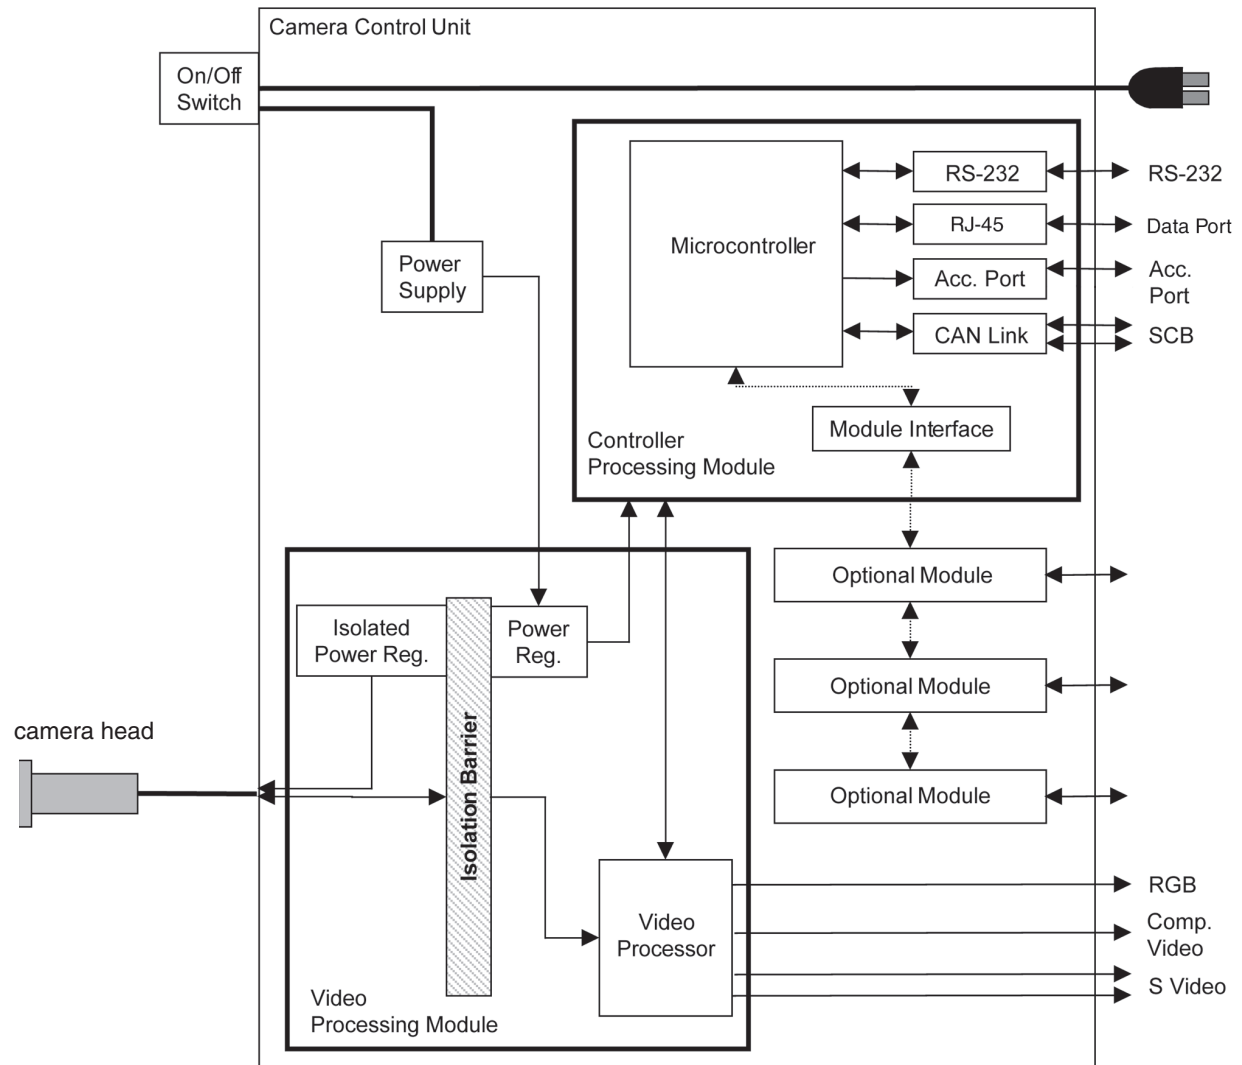 Camera Control Unit
On/Off
Switch
RS-232
RS-232
RJ-45
Data Port
Microcontroller
Acc. Port
Acc.
Port
CAN Link
SCB
Power
Supply
Module Interface
Controller
Processing Module
Optional Module
Isolated
Power Reg.
Power
Reg.
Optional Module
camera head
Isolation Barrier
Optional Module
RGB
Video
Processor
Comp.
Video
S Video
Video
Processing Module